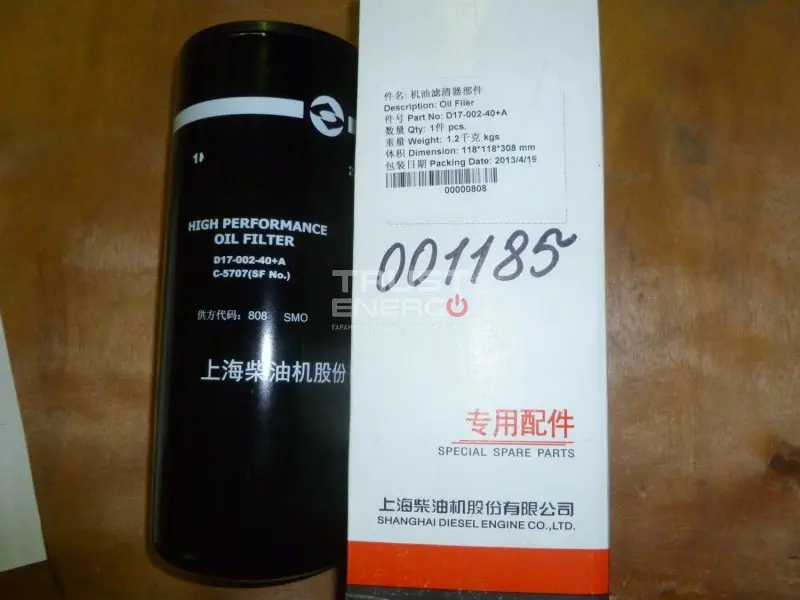 HIGH PERFORMANCE
OIL FILTER
D17-002-40+A
C-5707(SF No.)
供方代码：808 SMO
上海柴油机股份
件名: 机油滤清器部件
Description: Oil Filer
件号 Part No: D17-002-40+A
数量 Qty: 1件 pcs.
重量 Weight: 1.2千克 kgs
体积 Dimension: 118*118*308 mm
包装日期 Packing Date: 2013/4/19
00000808
001185
TRUST
ENERGO
专用配件
SPECIAL SPARE PARTS
上海柴油机股份有限公司
SHANGHAI DIESEL ENGINE CO.,LTD.